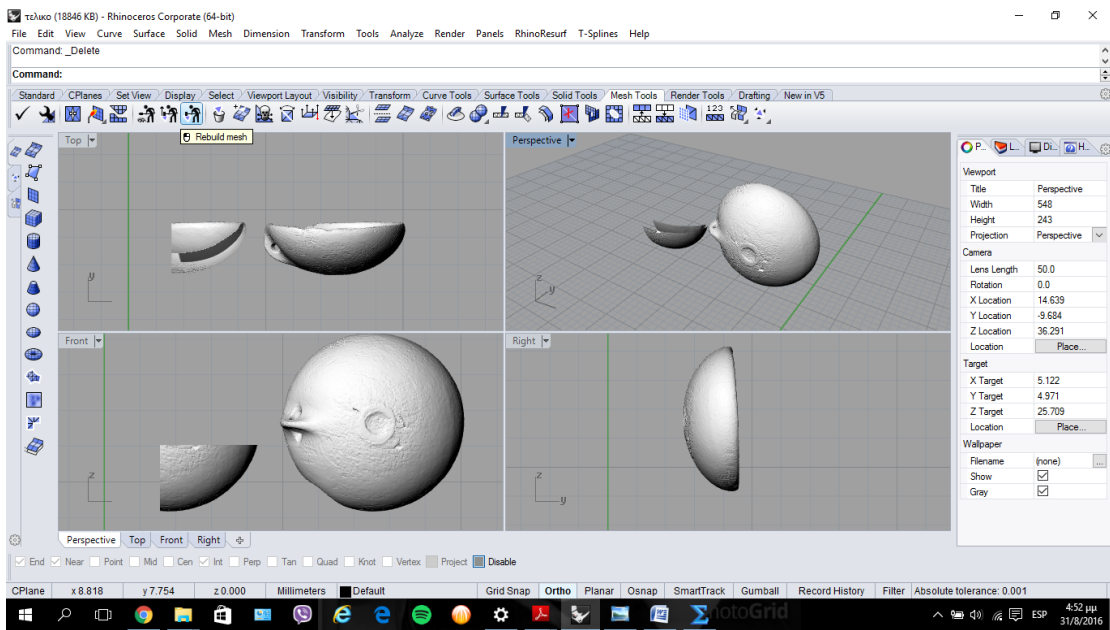 τελικο (18846 KB) - Rhinoceros Corporate (64-bit)
File Edit View Curve Surface Solid Mesh Dimension Transform Tools Analyze Render Panels RhinoResurf T-Splines Help
Command: _Delete
Command:
Standard CPlanes Set View Display Select Viewport Layout Visibility Transform Curve Tools Surface Tools Solid Tools Mesh Tools Render Tools Drafting New in V5
123
Rebuild mesh
Top
Perspective
P... L... Di... H...
Viewport
Title Perspective
Width 548
Height 243
Projection Perspective
Camera
Lens Length 50.0
Rotation 0.0
X Location 14.639
Y Location -9.684
Z Location 36.291
Location Place...
Target
X Target 5.122
Y Target 4.971
Z Target 25.709
Location Place...
Wallpaper
Filename (none) ...
Show
Gray
y
z
y
Front
Right
z
z
y
Perspective Top Front Right
End Near Point Mid Cen Int Perp Tan Quad Knot Vertex Project Disable
CPlane x 8.818 y 7.754 z 0.000 Millimeters Default Grid Snap Ortho Planar Osnap SmartTrack Gumball Record History Filter Absolute tolerance: 0.001
ESP
4:52 μμ
31/8/2016